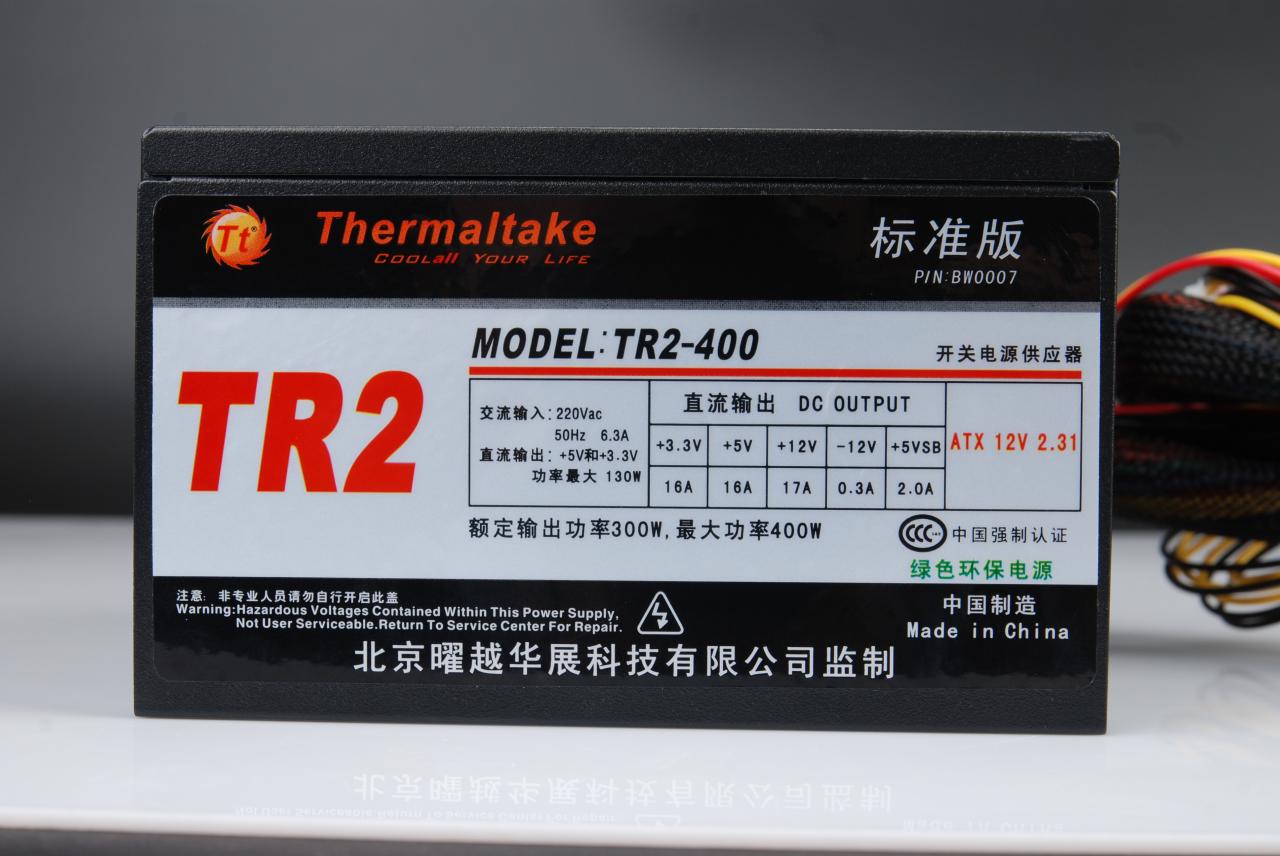 Tt®
Thermaltake
COOLall YOUR LIFE
标准版
P/N:BW0007
MODEL:TR2-400
开关电源供应器
TR2
交流输入: 220Vac
50Hz 6.3A
直流输出: +5V和+3.3V
功率最大 130W
直流输出 DC OUTPUT
+3.3V +5V +12V -12V +5VSB
16A 16A 17A 0.3A 2.0A
ATX 12V 2.31
额定输出功率300W,最大功率400W
CCC
中国强制认证
绿色环保电源
注意: 非专业人员请勿自行开启此盖
Warning:Hazardous Voltages Contained Within This Power Supply,
Not User Serviceable.Return To Service Center For Repair.
中国制造
Made in China
北京曜越华展科技有限公司监制